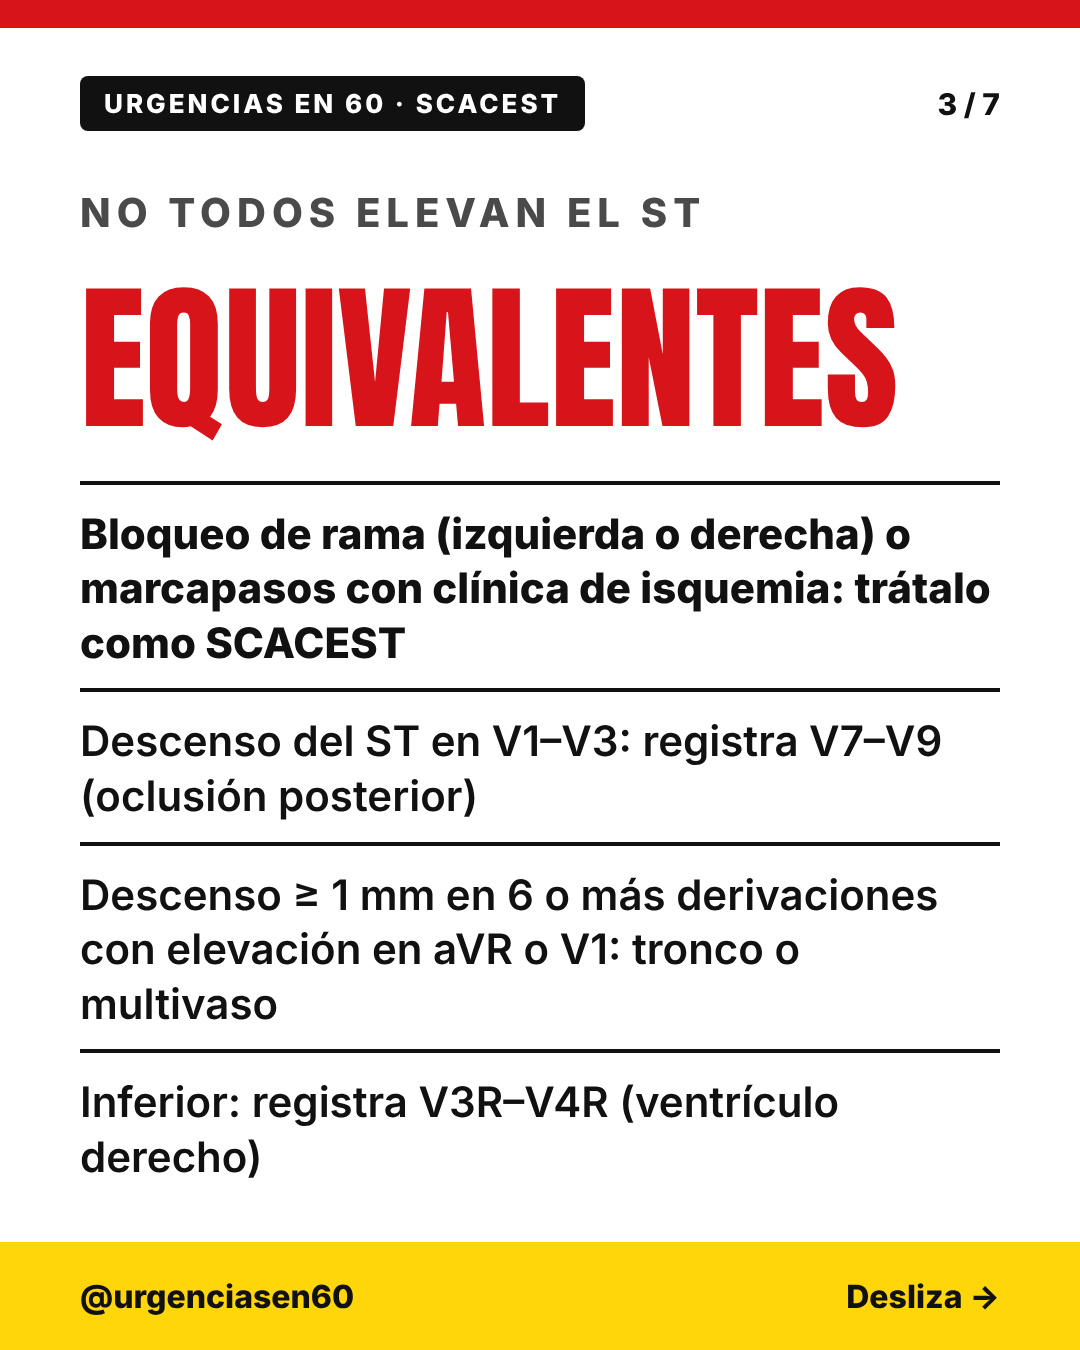 URGENCIAS EN 60 · SCACEST
3 / 7
NO TODOS ELEVAN EL ST
EQUIVALENTES
Bloqueo de rama (izquierda o derecha) o
marcapasos con clínica de isquemia: trátalo
como SCACEST
Descenso del ST en V1–V3: registra V7–V9
(oclusión posterior)
Descenso ≥ 1 mm en 6 o más derivaciones
con elevación en aVR o V1: tronco o
multivaso
Inferior: registra V3R–V4R (ventrículo
derecho)
@urgenciasen60
Desliza →